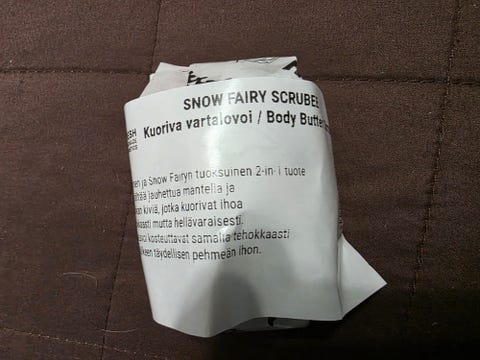 SNOW FAIRY SCRUBEE
Kuoriva vartalovoi / Body Butter
ja Snow Fairyn tuoksuinen 2-in-1 tuote
jauhettua mantelia ja
kiviä, jotka kuorivat ihoa
mutta hellävaraisesti.
kosteuttavat samalla tehokkaasti
täydellisen pehmeän ihon.